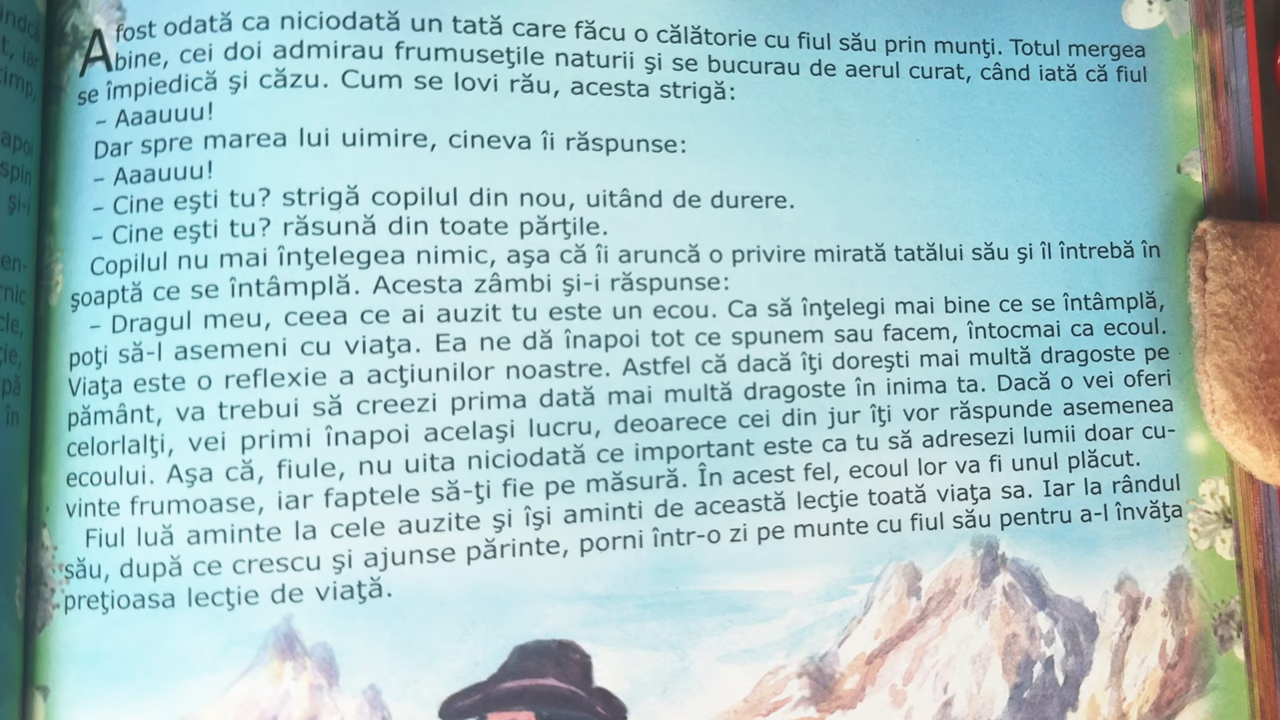 A fost odată ca niciodată un tată care făcu o călătorie cu fiul său prin munţi. Totul mergea
bine, cei doi admirau frumuseţile naturii şi se bucurau de aerul curat, când iată că fiul
se împiedică şi căzu. Cum se lovi rău, acesta strigă:
– Aaauuu!
Dar spre marea lui uimire, cineva îi răspunse:
– Aaauuu!
– Cine eşti tu? strigă copilul din nou, uitând de durere.
– Cine eşti tu? răsună din toate părţile.
Copilul nu mai înţelegea nimic, aşa că îi aruncă o privire mirată tatălui său şi îl întrebă în
şoaptă ce se întâmplă. Acesta zâmbi şi-i răspunse:
– Dragul meu, ceea ce ai auzit tu este un ecou. Ca să înţelegi mai bine ce se întâmplă,
poţi să-l asemeni cu viaţa. Ea ne dă înapoi tot ce spunem sau facem, întocmai ca ecoul.
Viaţa este o reflexie a acţiunilor noastre. Astfel că dacă îţi doreşti mai multă dragoste pe
pământ, va trebui să creezi prima dată mai multă dragoste în inima ta. Dacă o vei oferi
celorlalţi, vei primi înapoi acelaşi lucru, deoarece cei din jur îţi vor răspunde asemenea
ecoului. Aşa că, fiule, nu uita niciodată ce important este ca tu să adresezi lumii doar cu-
vinte frumoase, iar faptele să-ţi fie pe măsură. În acest fel, ecoul lor va fi unul plăcut.
Fiul luă aminte la cele auzite şi îşi aminti de această lecţie toată viaţa sa. Iar la rândul
său, după ce crescu şi ajunse părinte, porni într-o zi pe munte cu fiul său pentru a-l învăţa
preţioasa lecţie de viaţă.